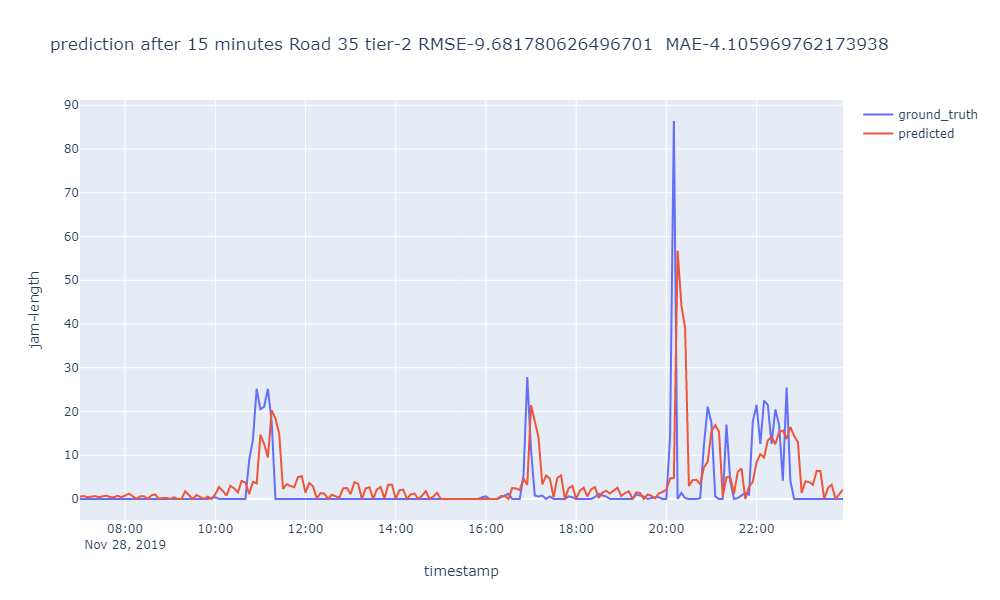 prediction after 15 minutes Road 35 tier-2 RMSE-9.681780626496701  MAE-4.105969762173938
ground_truth
predicted
90
80
70
60
50
40
30
20
10
0
jam-length
08:00 10:00 12:00 14:00 16:00 18:00 20:00 22:00
Nov 28, 2019
timestamp